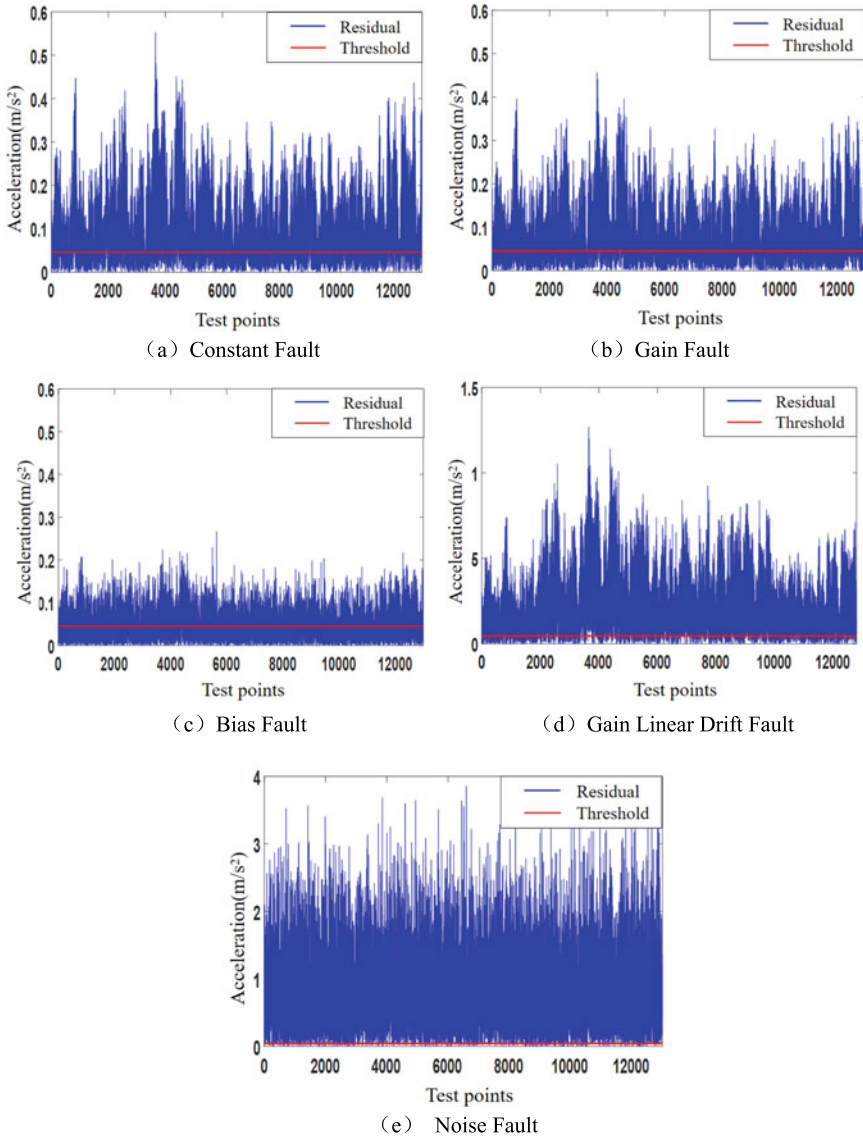 0.6
0.5
0.4
0.3
0.2
0.1
0
Acceleration(m/s²)
Residual
Threshold
0 2000 4000 6000 8000 10000 12000
Test points
（a）Constant Fault
0.6
0.5
0.4
0.3
0.2
0.1
0
Acceleration(m/s²)
Residual
Threshold
0 2000 4000 6000 8000 10000 12000
Test points
（b）Gain Fault
0.6
0.5
0.4
0.3
0.2
0.1
0
Acceleration(m/s²)
Residual
Threshold
0 2000 4000 6000 8000 10000 12000
Test points
（c）Bias Fault
1.5
1
5
0
Acceleration(m/s²)
Residual
Threshold
0 2000 4000 6000 8000 10000 12000
Test points
（d）Gain Linear Drift Fault
4
3
2
1
0
Acceleration(m/s²)
Residual
Threshold
0 2000 4000 6000 8000 10000 12000
Test points
（e） Noise Fault